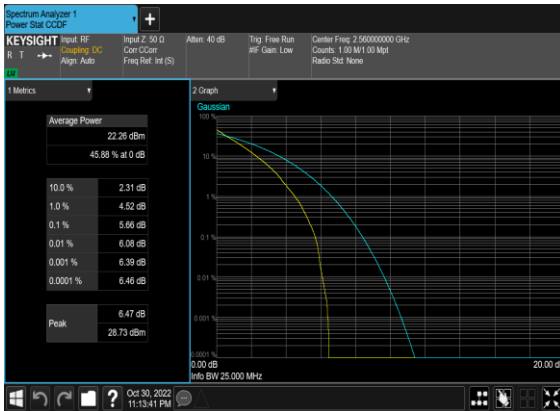 Spectrum Analyzer 1
Power Stat CCDF
KEYSIGHT
R T
LM
Input: RF
Coupling: DC
Align: Auto
Input Z: 50 Ω
Corr CCorr
Freq Ref: Int (S)
Atten: 40 dB
Trig: Free Run
#IF Gain: Low
Center Freq: 2.560000000 GHz
Counts: 1.00 M/1.00 Mpt
Radio Std: None
1 Metrics
Average Power
22.26 dBm
45.88 % at 0 dB
10.0 % 2.31 dB
1.0 % 4.52 dB
0.1 % 5.66 dB
0.01 % 6.08 dB
0.001 % 6.39 dB
0.0001 % 6.46 dB
Peak
6.47 dB
28.73 dBm
2 Graph
Gaussian
100 %
10 %
1 %
0.1 %
0.01 %
0.001 %
0.0001 %
0.00 dB
20.00 d
Info BW 25.000 MHz
?
Oct 30, 2022
11:13:41 PM